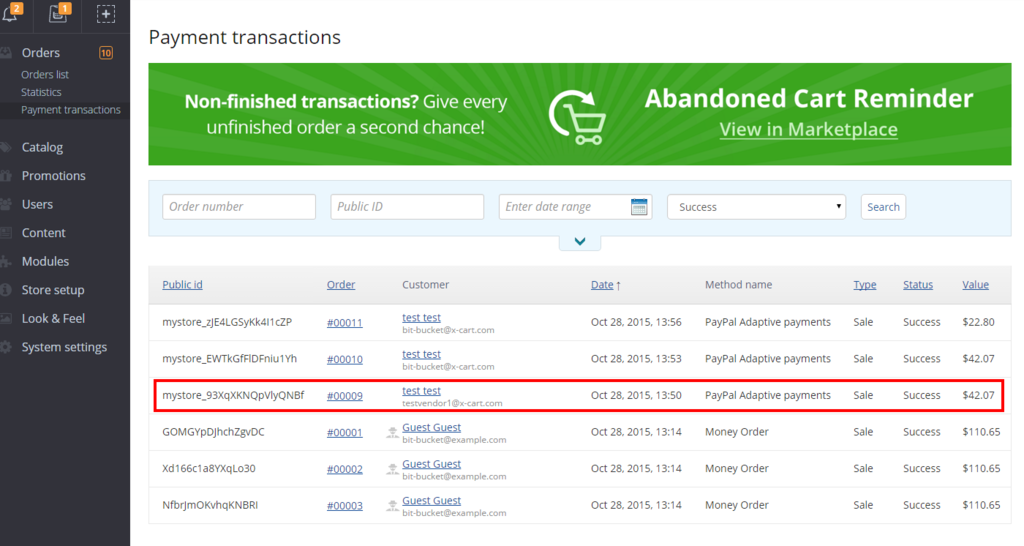 2
1
Orders 10
Orders list
Statistics
Payment transactions
Catalog
Promotions
Users
Content
Modules
Store setup
Look & Feel
System settings
Payment transactions
Non-finished transactions? Give every
unfinished order a second chance!
Abandoned Cart Reminder
View in Marketplace
Order number Public ID Enter date range Success Search
Public id Order Customer Date ↑ Method name Type Status Value
mystore_zJE4LGSyKk4I1cZP #00011 test test Oct 28, 2015, 13:56 PayPal Adaptive payments Sale Success $22.80
bit-bucket@x-cart.com
mystore_EWTkGfFlDFniu1Yh #00010 test test Oct 28, 2015, 13:53 PayPal Adaptive payments Sale Success $42.07
bit-bucket@x-cart.com
mystore_93XqXKNQpVlyQNBf #00009 test test Oct 28, 2015, 13:50 PayPal Adaptive payments Sale Success $42.07
testvendor1@x-cart.com
GOMGYpDJhchZgvDC #00001 Guest Guest Oct 28, 2015, 13:14 Money Order Sale Success $110.65
bit-bucket@example.com
Xd166c1a8YXqLo30 #00002 Guest Guest Oct 28, 2015, 13:14 Money Order Sale Success $110.65
bit-bucket@example.com
NfbrJmOKvhqKNBRI #00003 Guest Guest Oct 28, 2015, 13:14 Money Order Sale Success $110.65
bit-bucket@example.com